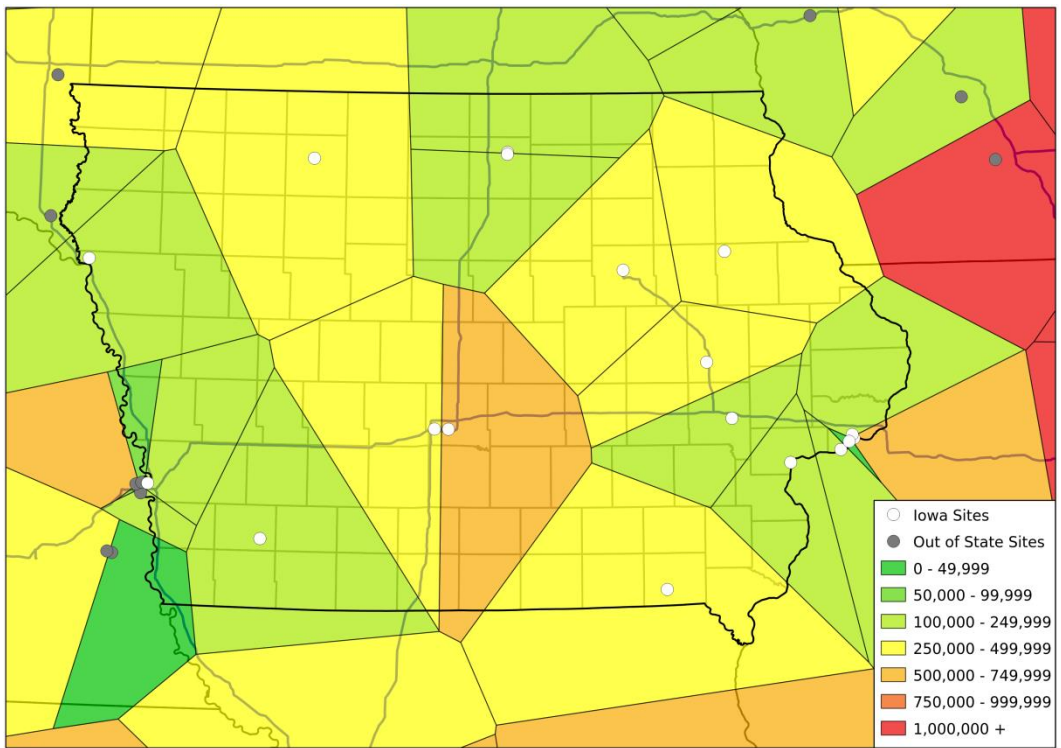 Iowa Sites
Out of State Sites
0 - 49,999
50,000 - 99,999
100,000 - 249,999
250,000 - 499,999
500,000 - 749,999
750,000 - 999,999
1,000,000 +